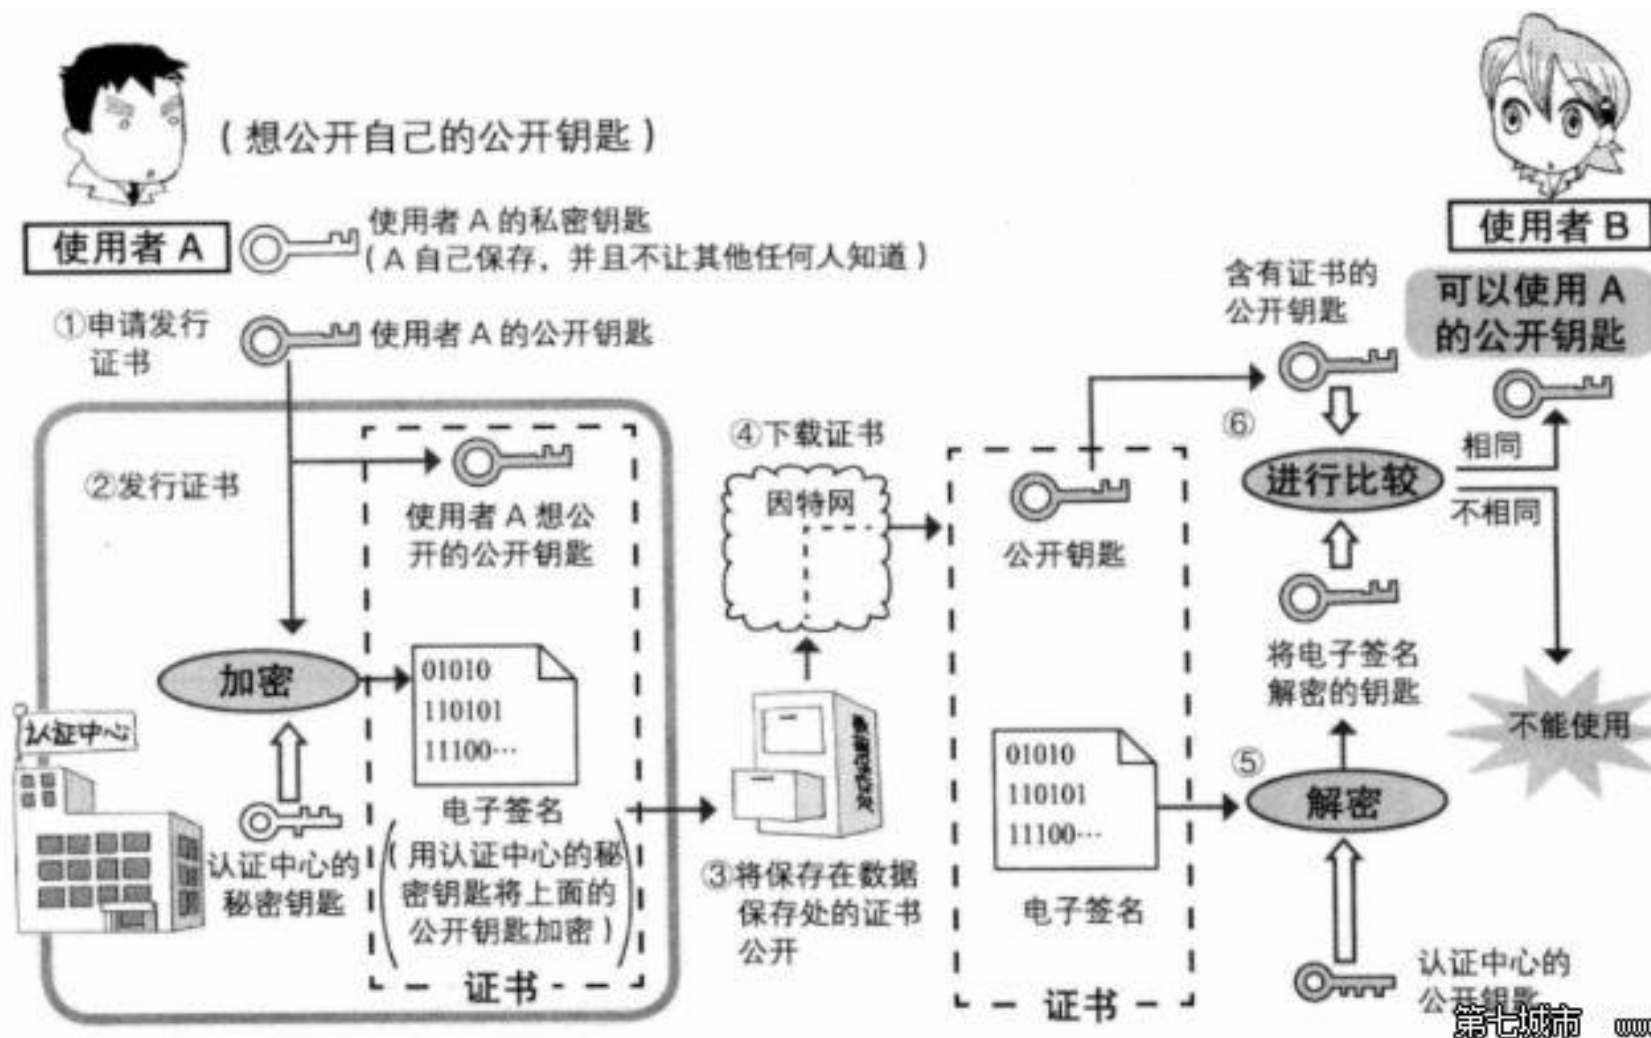 (想公开自己的公开钥匙)
使用者 A
使用者 A 的私密钥匙
(A 自己保存，并且不让其他任何人知道)
①申请发行
证书
使用者 A 的公开钥匙
②发行证书
使用者 A 想公
开的公开钥匙
加密
01010
110101
11100…
电子签名
(用认证中心的秘
密钥匙将上面的
公开钥匙加密)
证书
认证中心
认证中心的
秘密钥匙
④下载证书
因特网
③将保存在数据
保存处的证书
公开
公开钥匙
01010
110101
11100…
电子签名
证书
使用者 B
含有证书的
公开钥匙
可以使用 A
的公开钥匙
⑥
进行比较
相同
不相同
将电子签名
解密的钥匙
不能使用
⑤
解密
认证中心的
公开钥匙
第七城市